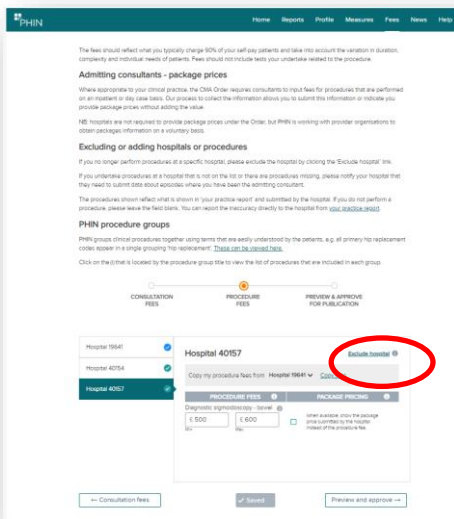 PHIN
Home Reports Profile Measures Fees News Help
The fees should reflect what you typically charge 90% of your self-pay patients and take into account the variation in duration,
complexity and individual needs of patients. Fees should not include tests your undertake related to the procedure.
Admitting consultants - package prices
Where appropriate to your clinical practice, the CMA Order requires consultants to input fees for procedures that are performed
on an inpatient or day case basis. Our process to collect the information allows you to submit this information or indicate you
provide package prices without adding the value.
NB: hospitals are not required to provide package prices under the Order, but PHIN is working with provider organisations to
obtain packages information on a voluntary basis.
Excluding or adding hospitals or procedures
If you no longer perform procedures at a specific hospital, please exclude the hospital by clicking the 'Exclude hospital' link.
If you undertake procedures at a hospital that is not on the list or there are procedures missing, please notify your hospital that
they need to submit data about episodes where you have been the admitting consultant.
The procedures shown reflect what is shown in 'your practice report' and submitted by the hospital. If you do not perform a
procedure, please leave the field blank. You can report the inaccuracy directly to the hospital from your practice report.
PHIN procedure groups
PHIN groups clinical procedures together using terms that are easily understood by the patients, e.g. all primary hip replacement
codes appear in a single grouping 'hip replacement'. These can be viewed here.
Click on the (i) that is located by the procedure group title to view the list of procedures that are included in each group.
CONSULTATION FEES
PROCEDURE FEES
PREVIEW & APPROVE FOR PUBLICATION
Hospital 19641
Hospital 40154
Hospital 40157
Hospital 40157 Exclude hospital
Copy my procedure fees from Hospital 19641 Copy
PROCEDURE FEES PACKAGE PRICING
Diagnostic sigmoidoscopy - bowel
£ 500 £ 600
Min Max
When available show the package
price submitted by the hospital
instead of the procedure fee
← Consultation fees
✓ Saved
Preview and approve →